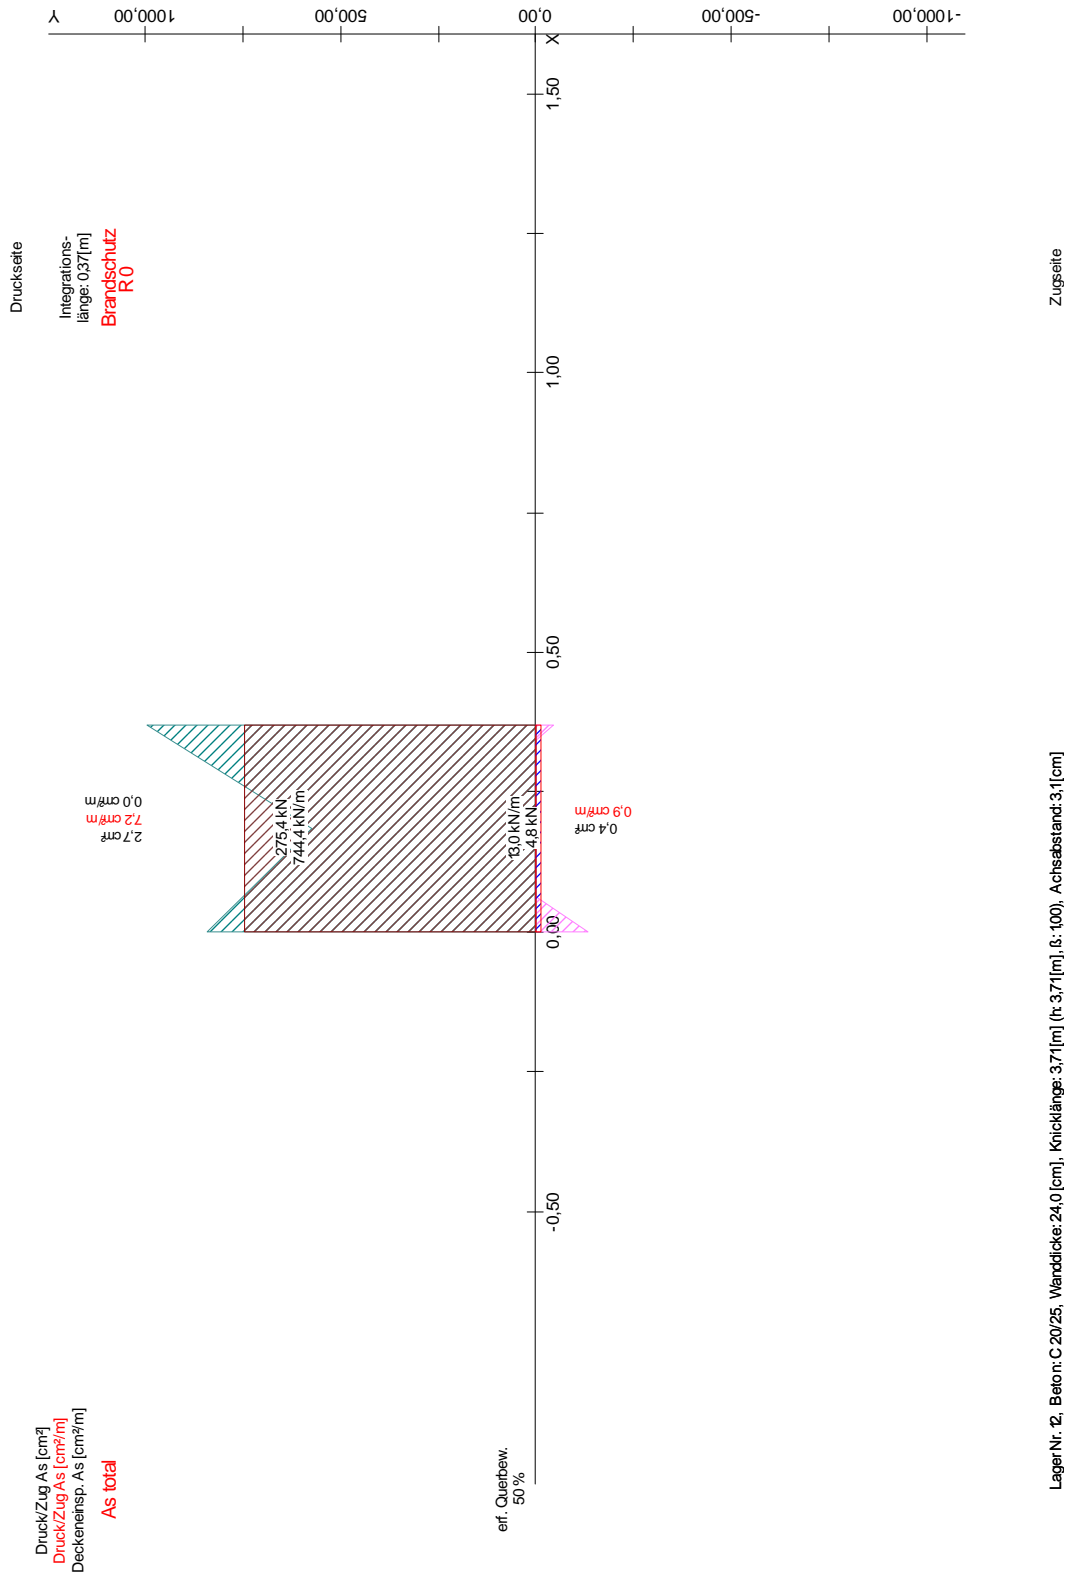 Druck/Zug As [cm²]
Druck/Zug As [cm²/m]
Deckeneinsp. As [cm²/m]
As total
Druckseite
Integrations-
länge: 0,37[m]
Brandschutz
R 0
Y
1000,00
500,00
0,00
-500,00
-1000,00
X
-0,50
0,00
0,50
1,00
1,50
0,0 cm²/m
7,2 cm²/m
2,7 cm²
275,4 kN
744,4 kN/m
13,0 kN/m
4,8 kN
0,9 cm²/m
0,4 cm²
erf. Querbew.
50 %
Zugseite
Lager Nr. 12, Beton: C 20/25, Wanddicke: 24,0 [cm], Knicklänge: 3,71[m] (h: 3,71[m], ß: 1,00), Achsabstand: 3,1[cm]